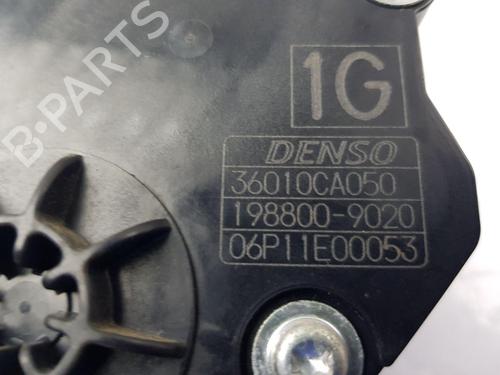 1G
DENSO
36010CA050
198800-9020
06P11E00053
B-PARTS